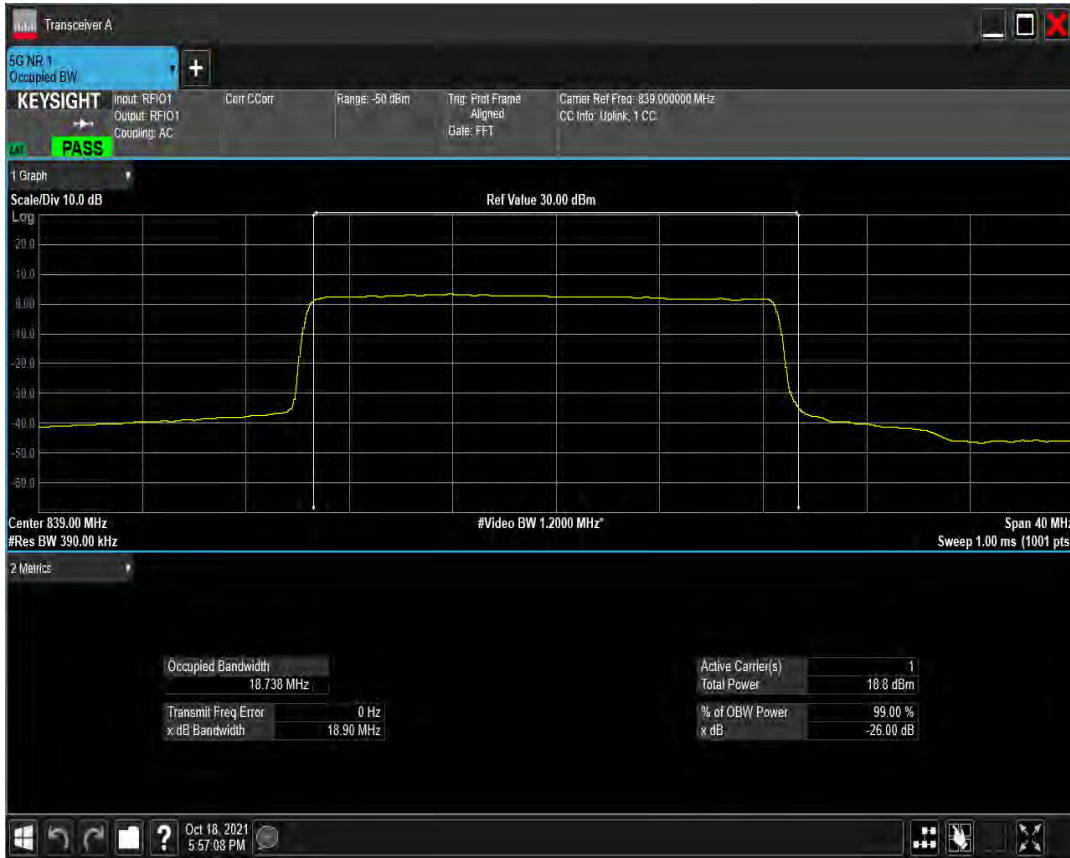 Transceiver A
5G NR 1
Occupied BW
+
KEYSIGHT
Input: RFIO1
Output: RFIO1
Coupling: AC
Corr CCorr
Range: -50 dBm
Trig: Prot Frame
Aligned
Gate: FFT
Carrier Ref Freq: 839.000000 MHz
CC Info: Uplink, 1 CC
PASS
1 Graph
Scale/Div 10.0 dB
Ref Value 30.00 dBm
Log
20.0
10.0
0.00
-10.0
-20.0
-30.0
-40.0
-50.0
-60.0
Center 839.00 MHz
#Video BW 1.2000 MHz*
Span 40 MHz
#Res BW 390.00 kHz
Sweep 1.00 ms (1001 pts
2 Metrics
Occupied Bandwidth
18.738 MHz
Transmit Freq Error 0 Hz
x dB Bandwidth 18.90 MHz
Active Carrier(s) 1
Total Power 18.8 dBm
% of OBW Power 99.00 %
x dB -26.00 dB
?
Oct 18, 2021
5:57:08 PM